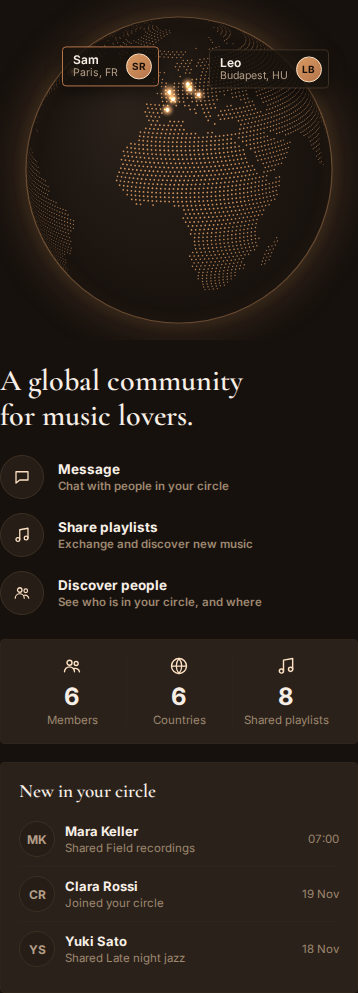 Sam
Paris, FR
SR
Leo
Budapest, HU
LB
A global community
for music lovers.
Message
Chat with people in your circle
Share playlists
Exchange and discover new music
Discover people
See who is in your circle, and where
6
Members
6
Countries
8
Shared playlists
New in your circle
MK
Mara Keller
Shared Field recordings
07:00
CR
Clara Rossi
Joined your circle
19 Nov
YS
Yuki Sato
Shared Late night jazz
18 Nov